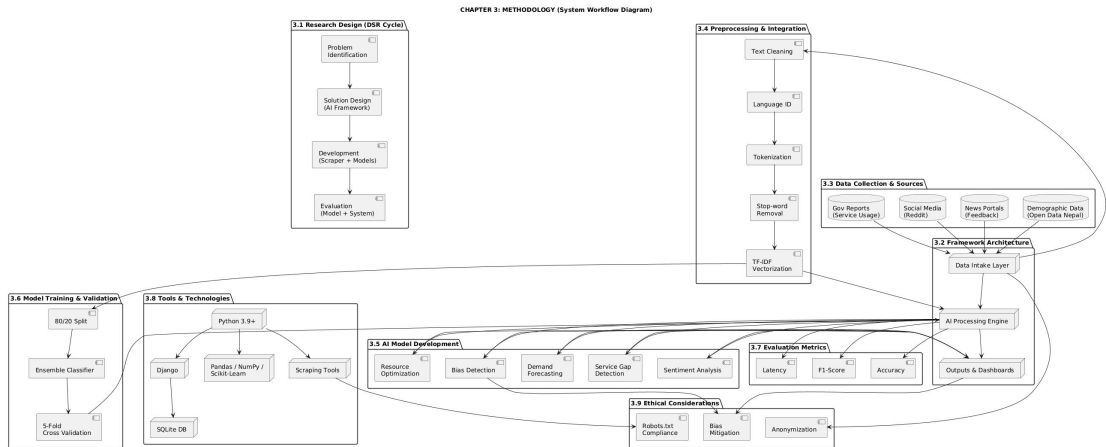 CHAPTER 3: METHODOLOGY (System Workflow Diagram)
3.1 Research Design (DSR Cycle)
Problem
Identification
Solution Design
(AI Framework)
Development
(Scraper + Models)
Evaluation
(Model + System)
3.4 Preprocessing & Integration
Text Cleaning
Language ID
Tokenization
Stop-word
Removal
TF-IDF
Vectorization
3.3 Data Collection & Sources
Gov Reports
(Service Usage)
Social Media
(Reddit)
News Portals
(Feedback)
Demographic Data
(Open Data Nepal)
3.2 Framework Architecture
Data Intake Layer
AI Processing Engine
Outputs & Dashboards
3.6 Model Training & Validation
80/20 Split
Ensemble Classifier
5-Fold
Cross Validation
3.8 Tools & Technologies
Python 3.9+
Django
Pandas / NumPy /
Scikit-Learn
Scraping Tools
SQLite DB
3.5 AI Model Development
Resource
Optimization
Bias Detection
Demand
Forecasting
Service Gap
Detection
Sentiment Analysis
3.7 Evaluation Metrics
Latency
F1-Score
Accuracy
3.9 Ethical Considerations
Robots.txt
Compliance
Bias
Mitigation
Anonymization